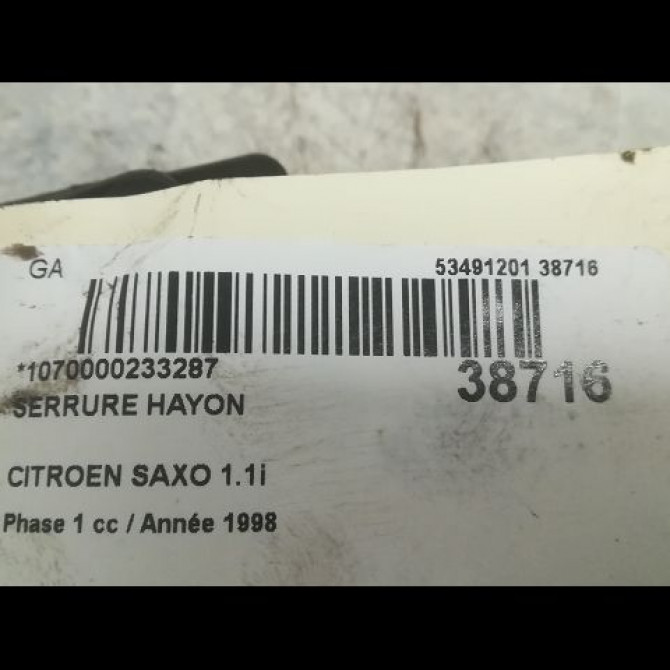 GA 53491201 38716
*1070000233287 38716
SERRURE HAYON
CITROEN SAXO 1.1i
Phase 1 cc / Année 1998